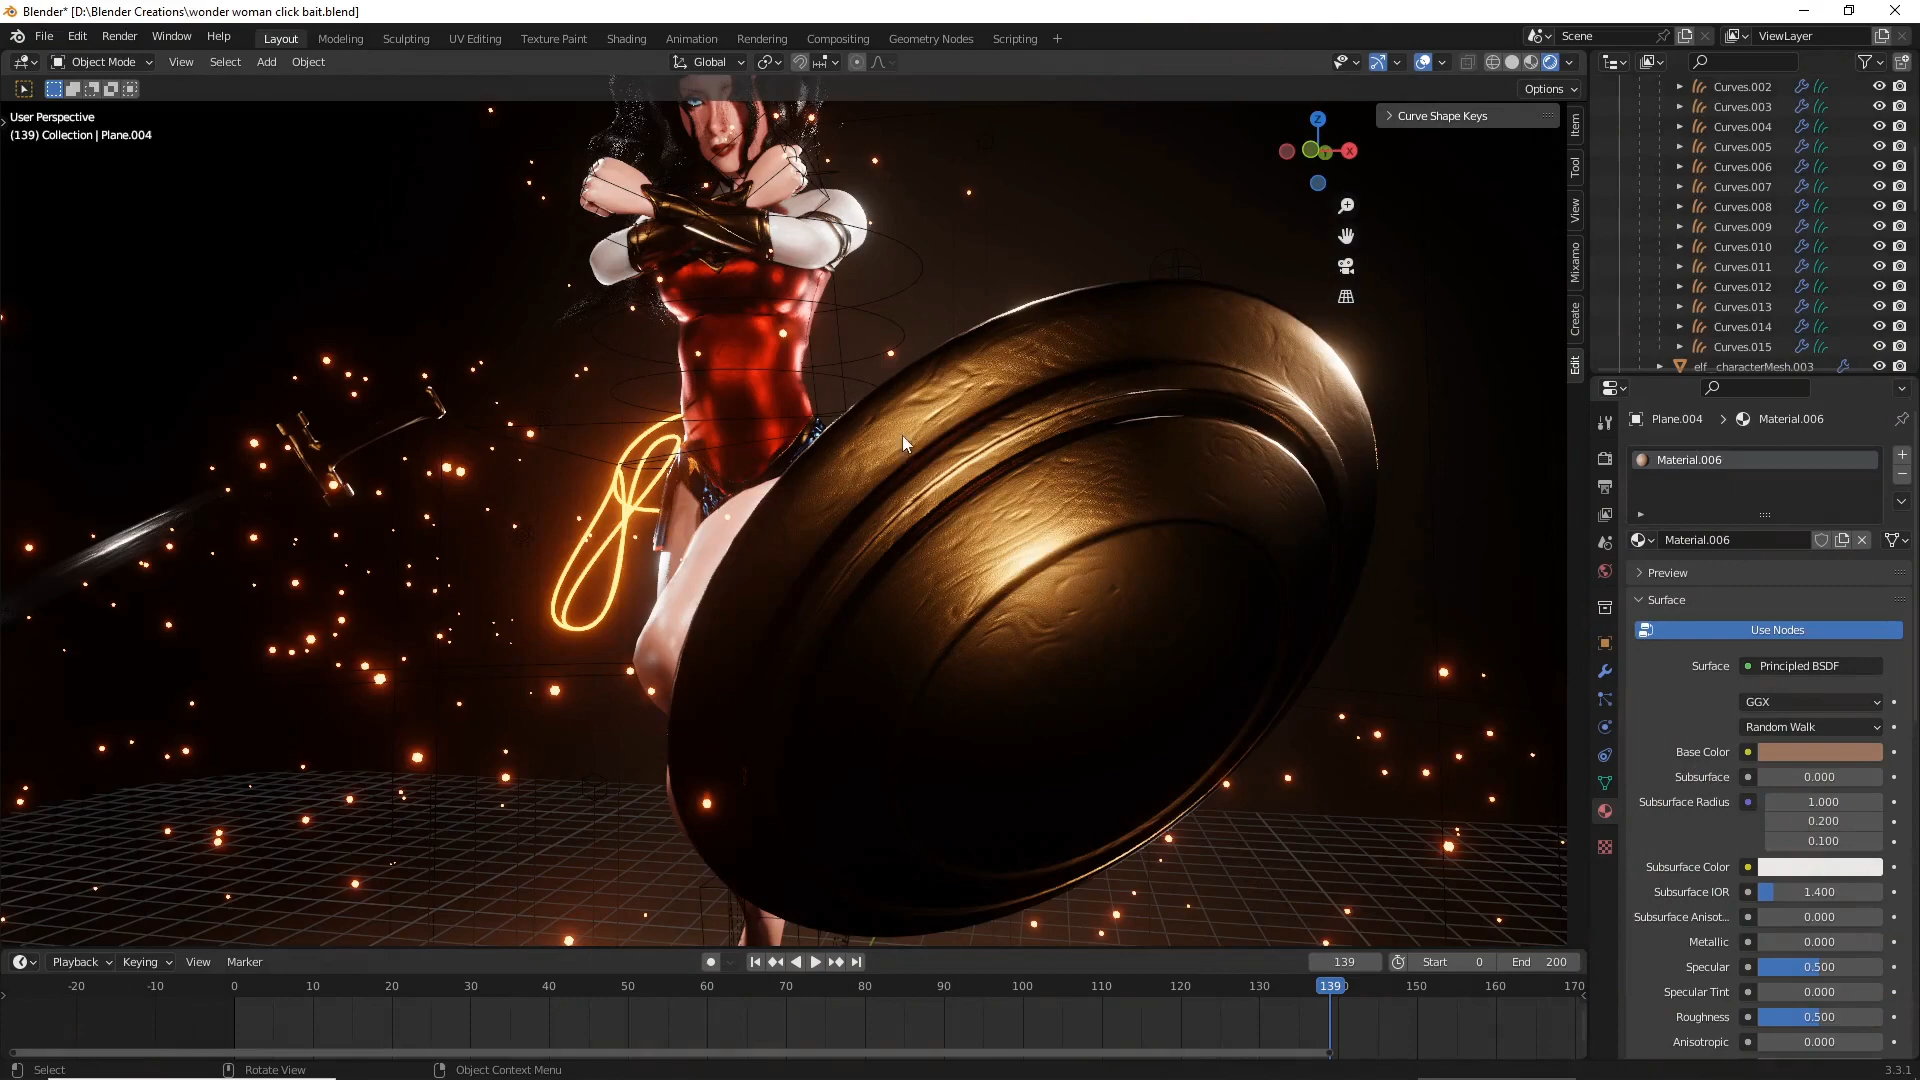 Blender* [D:\Blender Creations\wonder woman click bait.blend]
File Edit Render Window Help Layout Modeling Sculpting UV Editing Texture Paint Shading Animation Rendering Compositing Geometry Nodes Scripting + Scene ViewLayer
Object Mode View Select Add Object Global
Options
User Perspective
(139) Collection | Plane.004
Curve Shape Keys
Z
X
Y
Item
Tool
View
Mixamo
Create
Edit
Curves.002
Curves.003
Curves.004
Curves.005
Curves.006
Curves.007
Curves.008
Curves.009
Curves.010
Curves.011
Curves.012
Curves.013
Curves.014
Curves.015
elf_characterMesh.003
Plane.004 > Material.006
Material.006
Material.006
Preview
Surface
Use Nodes
Surface Principled BSDF
GGX
Random Walk
Base Color
Subsurface 0.000
Subsurface Radius 1.000
0.200
0.100
Subsurface Color
Subsurface IOR 1.400
Subsurface Anisot... 0.000
Metallic 0.000
Specular 0.500
Specular Tint 0.000
Roughness 0.500
Anisotropic 0.000
Playback Keying View Marker 139 Start 0 End 200
-20 -10 0 10 20 30 40 50 60 70 80 90 100 110 120 130 139 150 160 170
Select Rotate View Object Context Menu 3.3.1